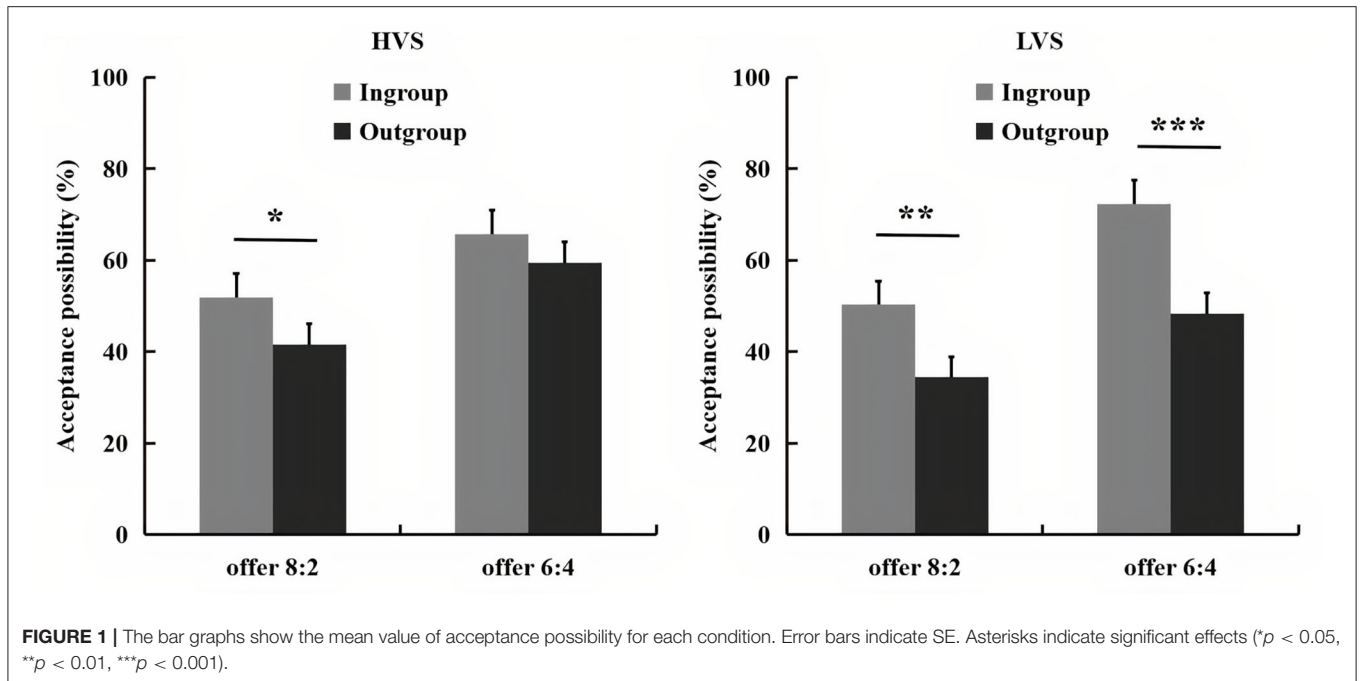 HVS
100
80
60
40
20
0
Acceptance possibility (%)
Ingroup
Outgroup
*
offer 8:2
offer 6:4
LVS
100
80
60
40
20
0
Acceptance possibility (%)
Ingroup
Outgroup
**
***
offer 8:2
offer 6:4
FIGURE 1 | The bar graphs show the mean value of acceptance possibility for each condition. Error bars indicate SE. Asterisks indicate significant effects (*p < 0.05,
**p < 0.01, ***p < 0.001).